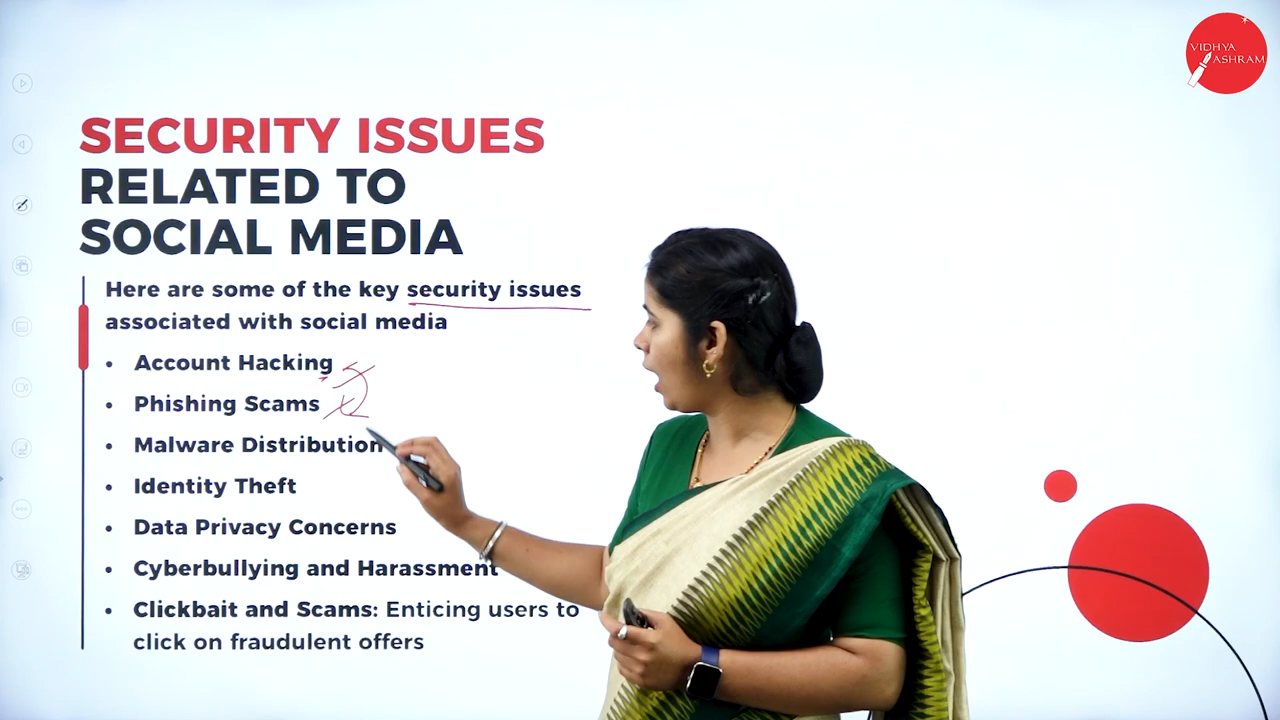 VIDHYA
ASHRAM
SECURITY ISSUES
RELATED TO
SOCIAL MEDIA
Here are some of the key security issues
associated with social media
• Account Hacking
• Phishing Scams
• Malware Distribution
• Identity Theft
• Data Privacy Concerns
• Cyberbullying and Harassment
• Clickbait and Scams: Enticing users to
click on fraudulent offers